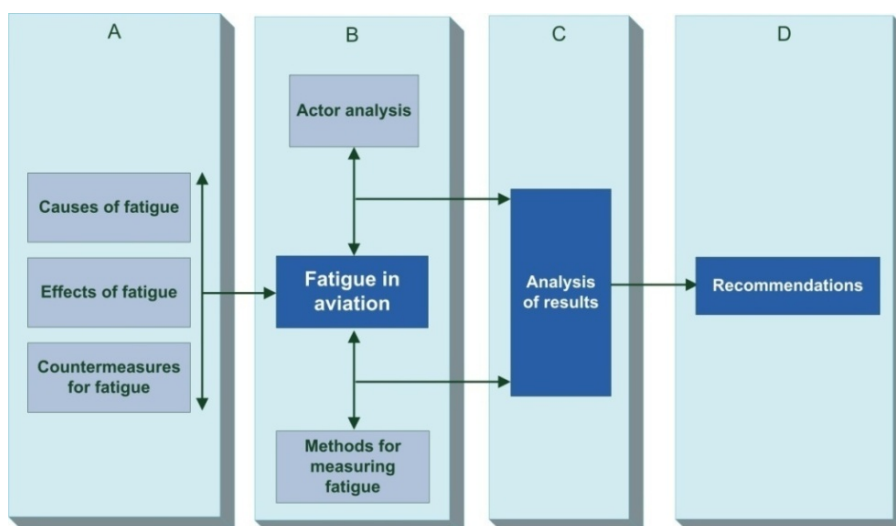 A
B
C
D
Actor analysis
Causes of fatigue
Effects of fatigue
Countermeasures
for fatigue
Fatigue in
aviation
Methods for
measuring
fatigue
Analysis
of results
Recommendations